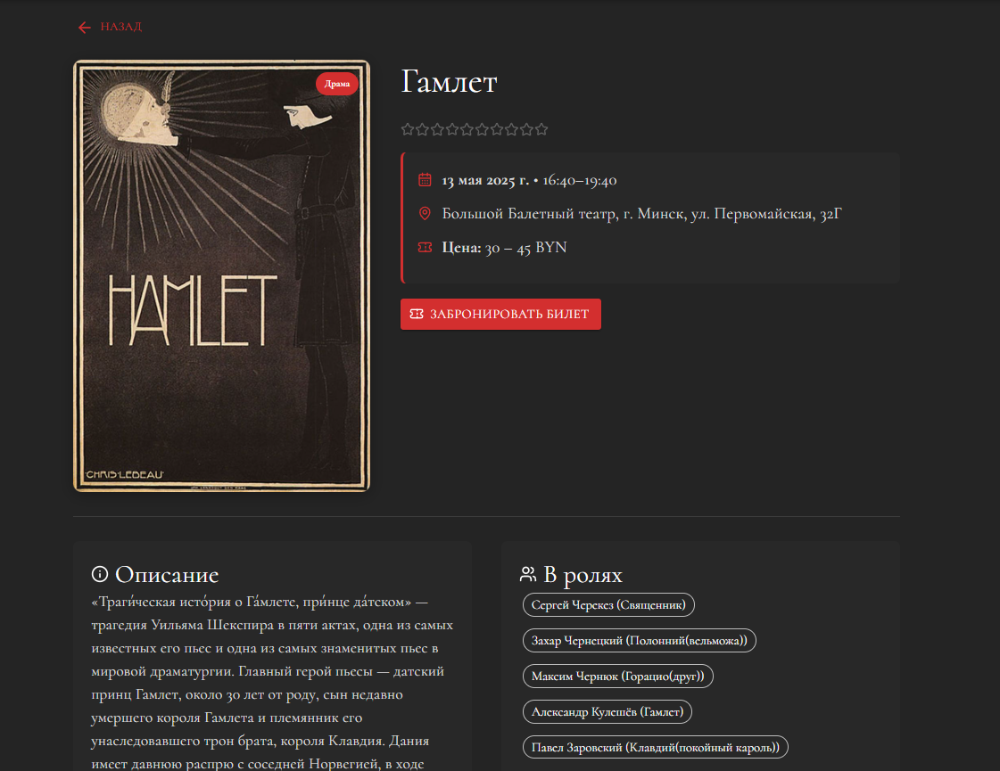 НАЗАД
Драма
HAMLET
CHRIS·LEBEAU
Гамлет
13 мая 2025 г. • 16:40–19:40
Большой Балетный театр, г. Минск, ул. Первомайская, 32Г
Цена: 30 – 45 BYN
ЗАБРОНИРОВАТЬ БИЛЕТ
Описание
«Траги́ческая исто́рия о Га́млете, при́нце да́тском» —
трагедия Уильяма Шекспира в пяти актах, одна из самых
известных его пьес и одна из самых знаменитых пьес в
мировой драматургии. Главный герой пьесы — датский
принц Гамлет, около 30 лет от роду, сын недавно
умершего короля Гамлета и племянник его
унаследовавшего трон брата, короля Клавдия. Дания
имеет давнюю распрю с соседней Норвегией, в ходе
В ролях
Сергей Черекез (Священник)
Захар Чернецкий (Полонний(вельможа))
Максим Чернюк (Горацио(друг))
Александр Кулешёв (Гамлет)
Павел Заровский (Клавдий(покойный кароль))